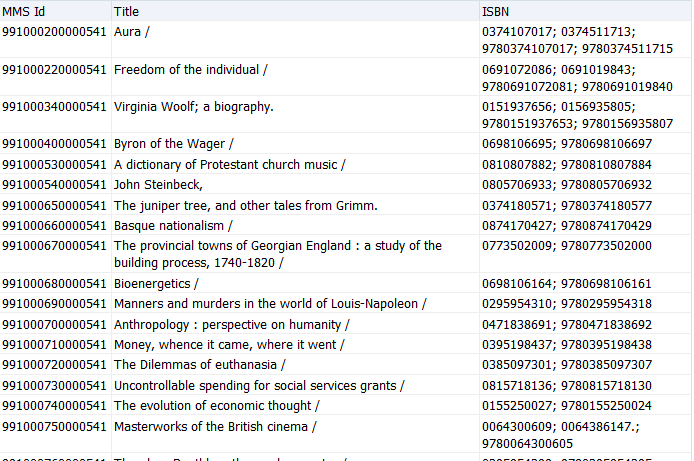 MMS Id Title ISBN
991000200000541 Aura / 0374107017; 0374511713;
9780374107017; 9780374511715
991000220000541 Freedom of the individual / 0691072086; 0691019843;
9780691072081; 9780691019840
991000340000541 Virginia Woolf; a biography. 0151937656; 0156935805;
9780151937653; 9780156935807
991000400000541 Byron of the Wager / 0698106695; 9780698106697
991000530000541 A dictionary of Protestant church music / 0810807882; 9780810807884
991000540000541 John Steinbeck, 0805706933; 9780805706932
991000650000541 The juniper tree, and other tales from Grimm. 0374180571; 9780374180577
991000660000541 Basque nationalism / 0874170427; 9780874170429
991000670000541 The provincial towns of Georgian England : a study of the 0773502009; 9780773502000
building process, 1740-1820 /
991000680000541 Bioenergetics / 0698106164; 9780698106161
991000690000541 Manners and murders in the world of Louis-Napoleon / 0295954310; 9780295954318
991000700000541 Anthropology : perspective on humanity / 0471838691; 9780471838692
991000710000541 Money, whence it came, where it went / 0395198437; 9780395198438
991000720000541 The Dilemmas of euthanasia / 0385097301; 9780385097307
991000730000541 Uncontrollable spending for social services grants / 0815718136; 9780815718130
991000740000541 The evolution of economic thought / 0155250027; 9780155250024
991000750000541 Masterworks of the British cinema / 0064300609; 0064386147.;
9780064300605